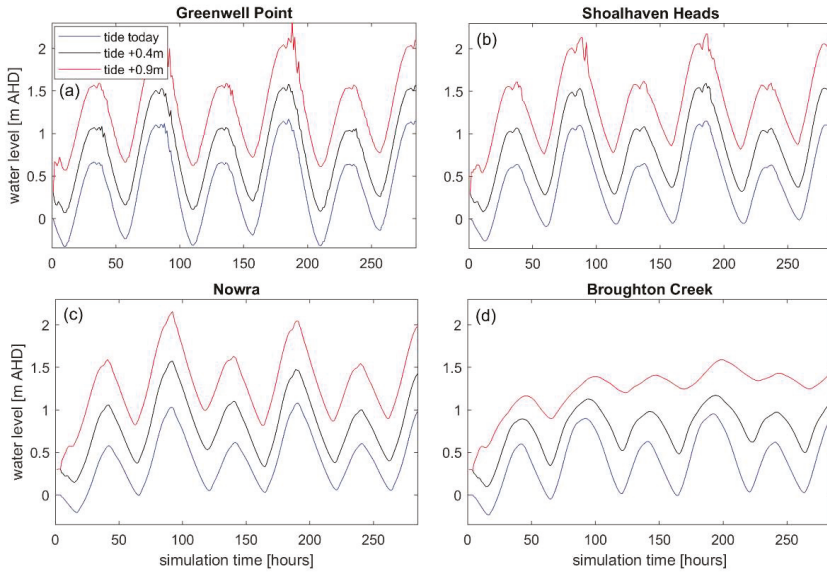 Greenwell Point
Shoalhaven Heads
tide today
tide +0.4m
tide +0.9m
(a)
(b)
water level [m AHD]
2
1.5
1
0.5
0
0 50 100 150 200 250
2
1.5
1
0.5
0
0 50 100 150 200 250
Nowra
Broughton Creek
(c)
(d)
water level [m AHD]
2
1.5
1
0.5
0
0 50 100 150 200 250
simulation time [hours]
2
1.5
1
0.5
0
0 50 100 150 200 250
simulation time [hours]